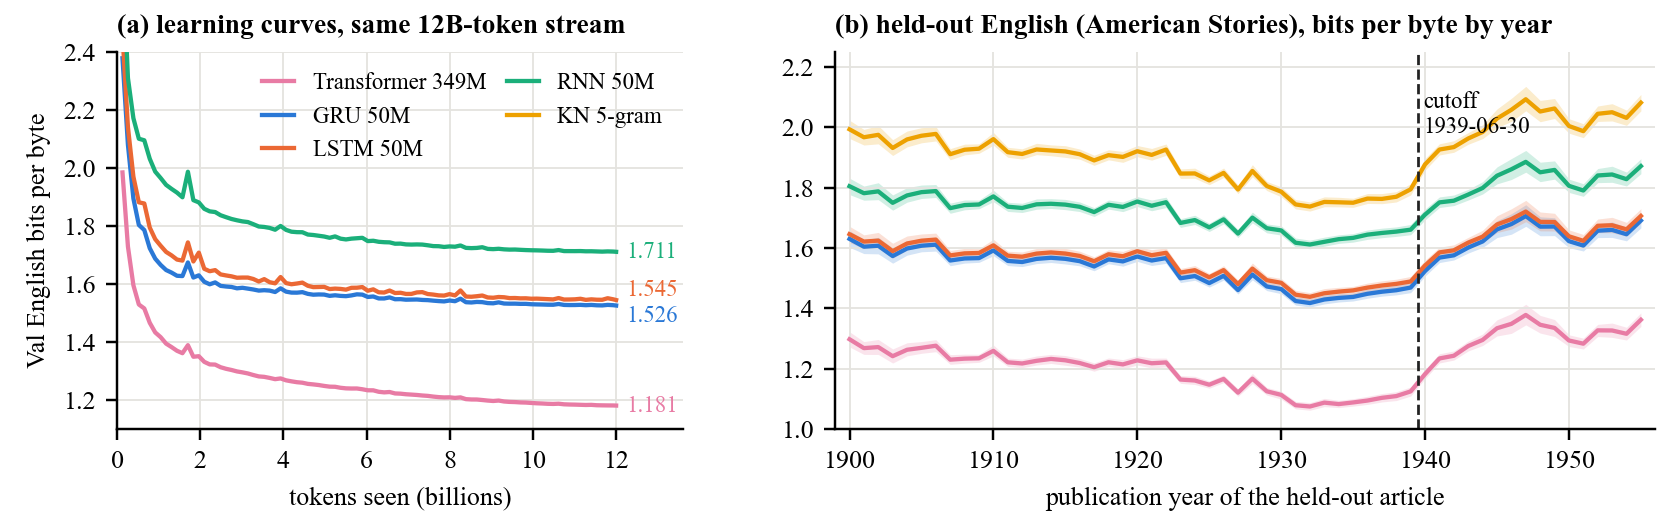 (a) learning curves, same 12B-token stream
Val English bits per byte
2.4
2.2
2.0
1.8
1.6
1.4
1.2
Transformer 349M
GRU 50M
LSTM 50M
RNN 50M
KN 5-gram
1.711
1.545
1.526
1.181
0 2 4 6 8 10 12
tokens seen (billions)
(b) held-out English (American Stories), bits per byte by year
2.2
2.0
1.8
1.6
1.4
1.2
1.0
cutoff
1939-06-30
1900 1910 1920 1930 1940 1950
publication year of the held-out article